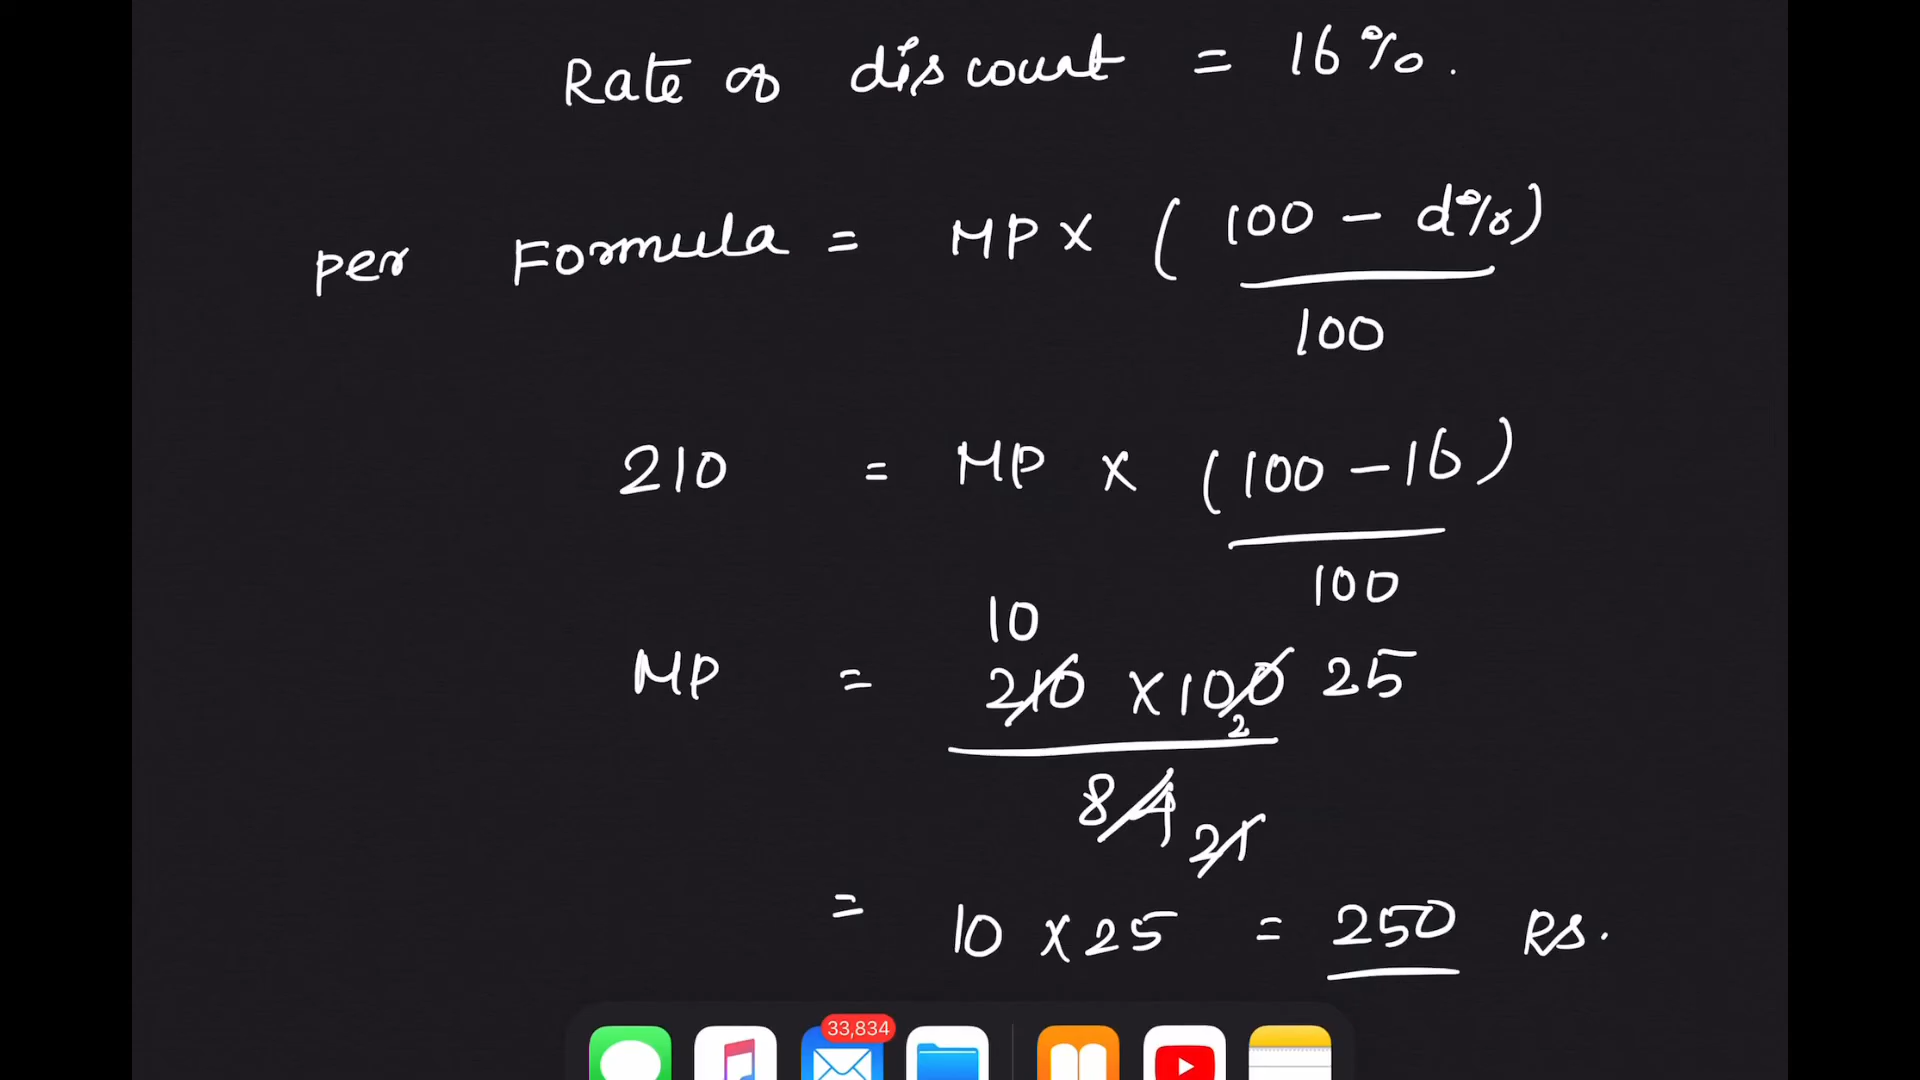 Rate of discount = 16%.
per Formula = MP x ( 100 - d%)
100
210 = MP x (100 - 16)
100
10
MP = 210 x 100 25
2
84 21
= 10 x 25 = 250 Rs.
33,834